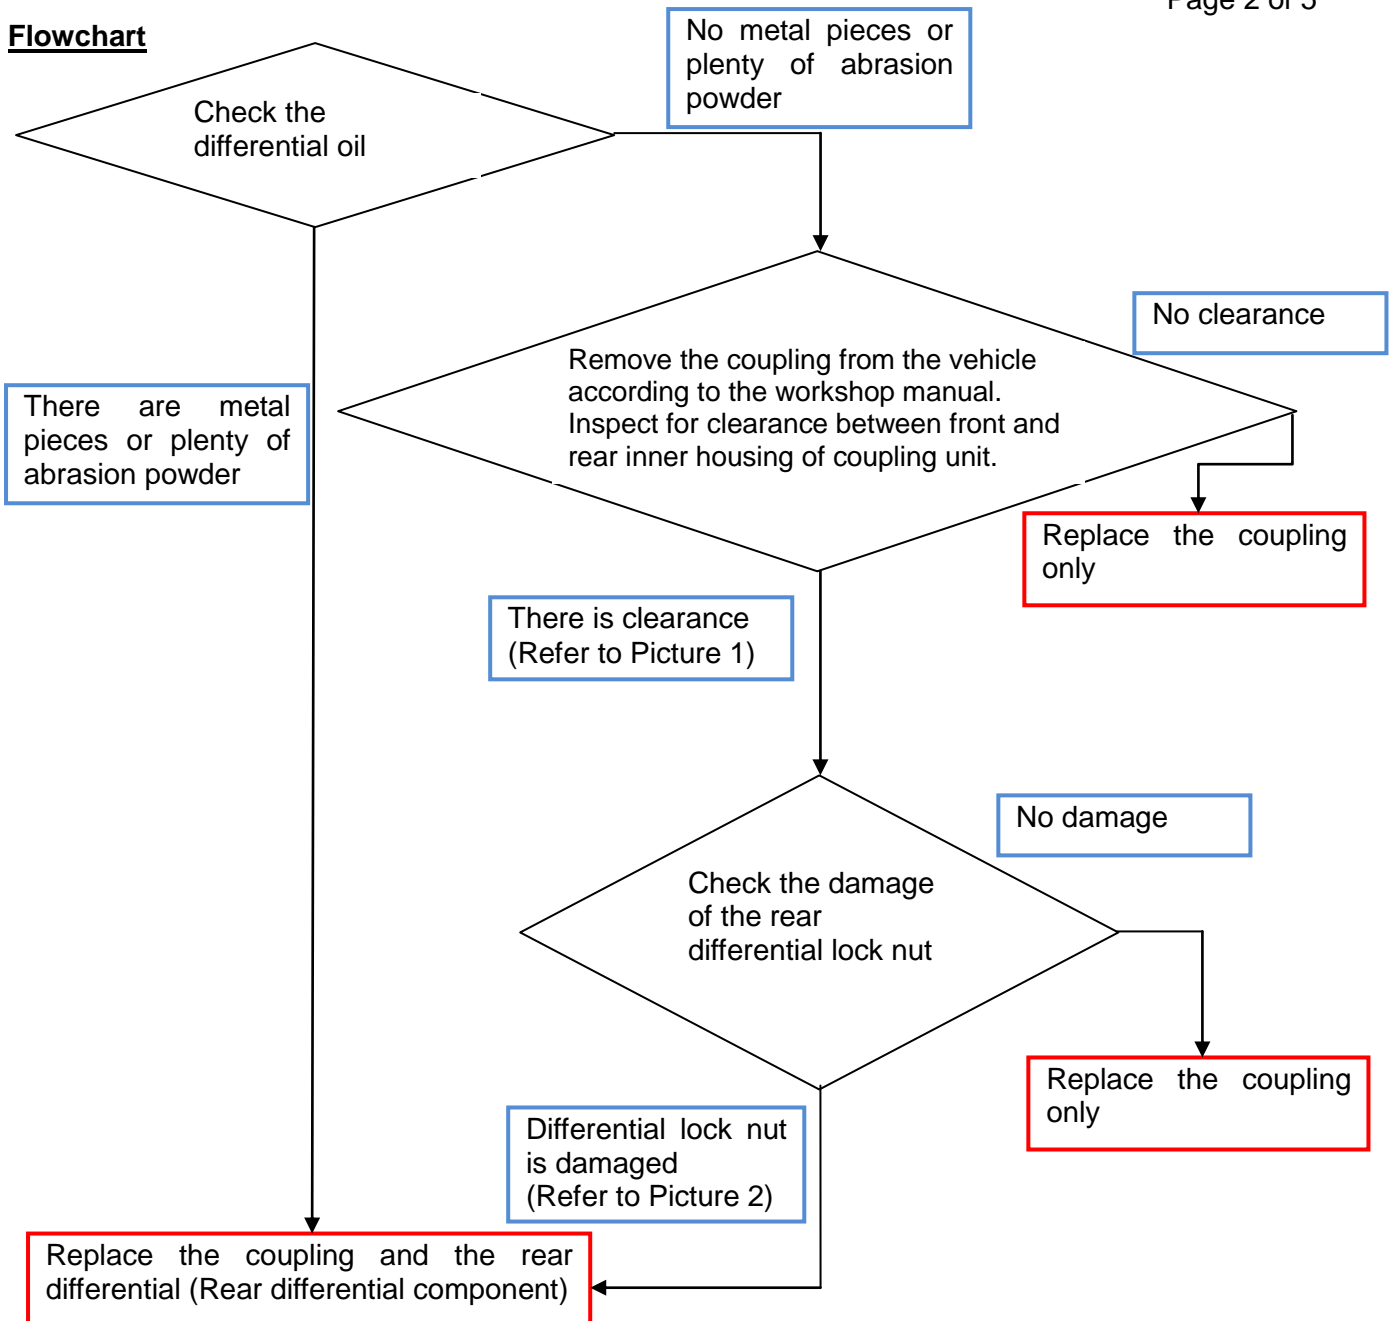 Page 2 of 5
Flowchart
No metal pieces or
plenty of abrasion
powder
Check the
differential oil
No clearance
Remove the coupling from the vehicle
according to the workshop manual.
Inspect for clearance between front and
rear inner housing of coupling unit.
There are metal
pieces or plenty of
abrasion powder
Replace the coupling
only
There is clearance
(Refer to Picture 1)
No damage
Check the damage
of the rear
differential lock nut
Replace the coupling
only
Differential lock nut
is damaged
(Refer to Picture 2)
Replace the coupling and the rear
differential (Rear differential component)